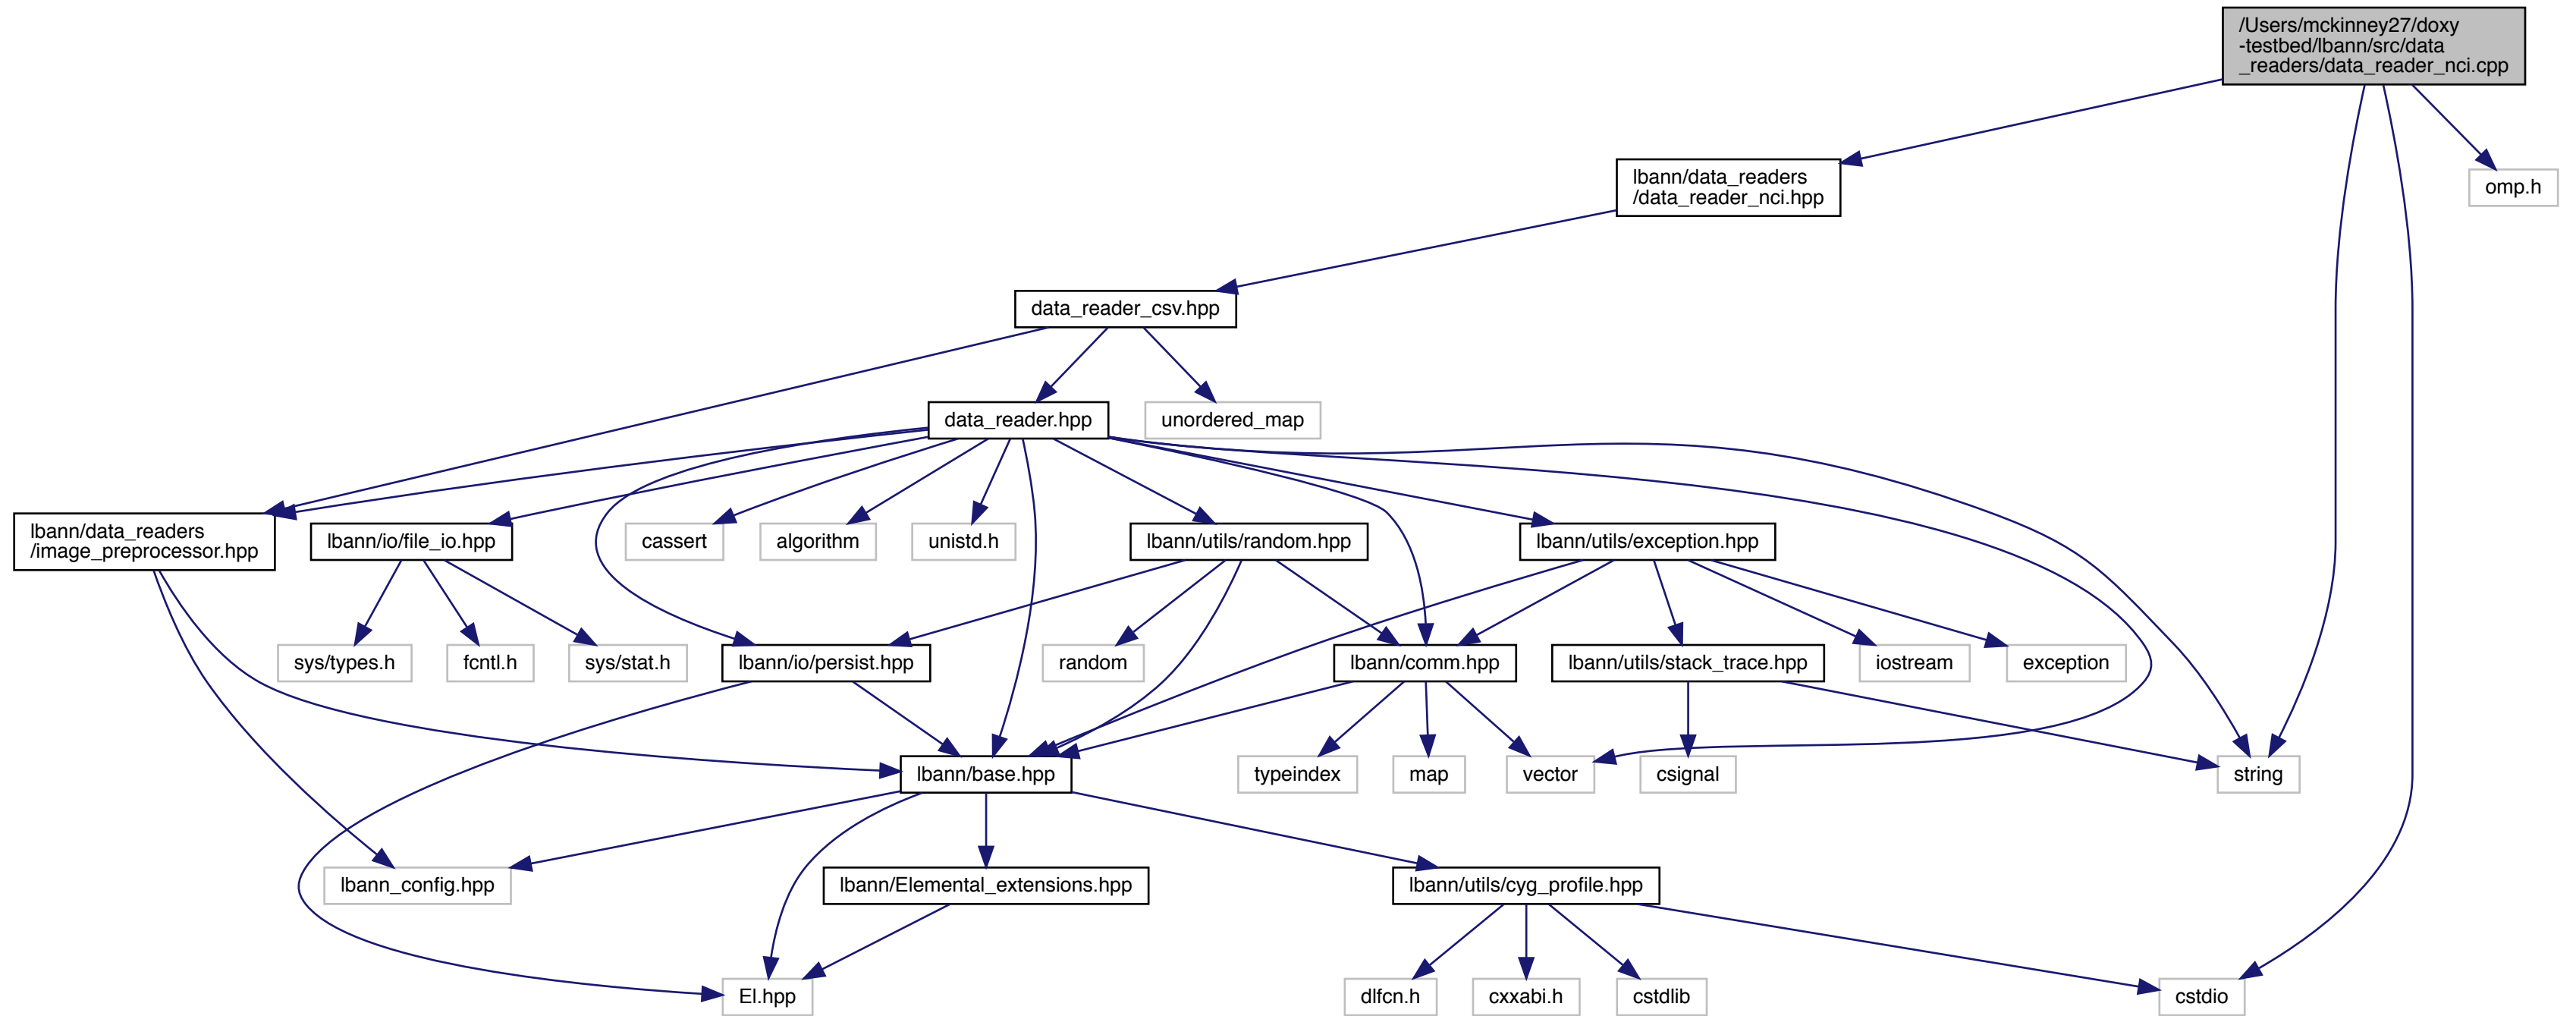 /Users/mckinney27/doxy
-testbed/lbann/src/data
_readers/data_reader_nci.cpp
lbann/data_readers
/data_reader_nci.hpp
omp.h
data_reader_csv.hpp
data_reader.hpp
unordered_map
lbann/data_readers
/image_preprocessor.hpp
lbann/io/file_io.hpp
cassert
algorithm
unistd.h
lbann/utils/random.hpp
lbann/utils/exception.hpp
sys/types.h
fcntl.h
sys/stat.h
lbann/io/persist.hpp
random
lbann/comm.hpp
lbann/utils/stack_trace.hpp
iostream
exception
lbann/base.hpp
typeindex
map
vector
csignal
string
lbann_config.hpp
lbann/Elemental_extensions.hpp
lbann/utils/cyg_profile.hpp
El.hpp
dlfcn.h
cxxabi.h
cstdlib
cstdio